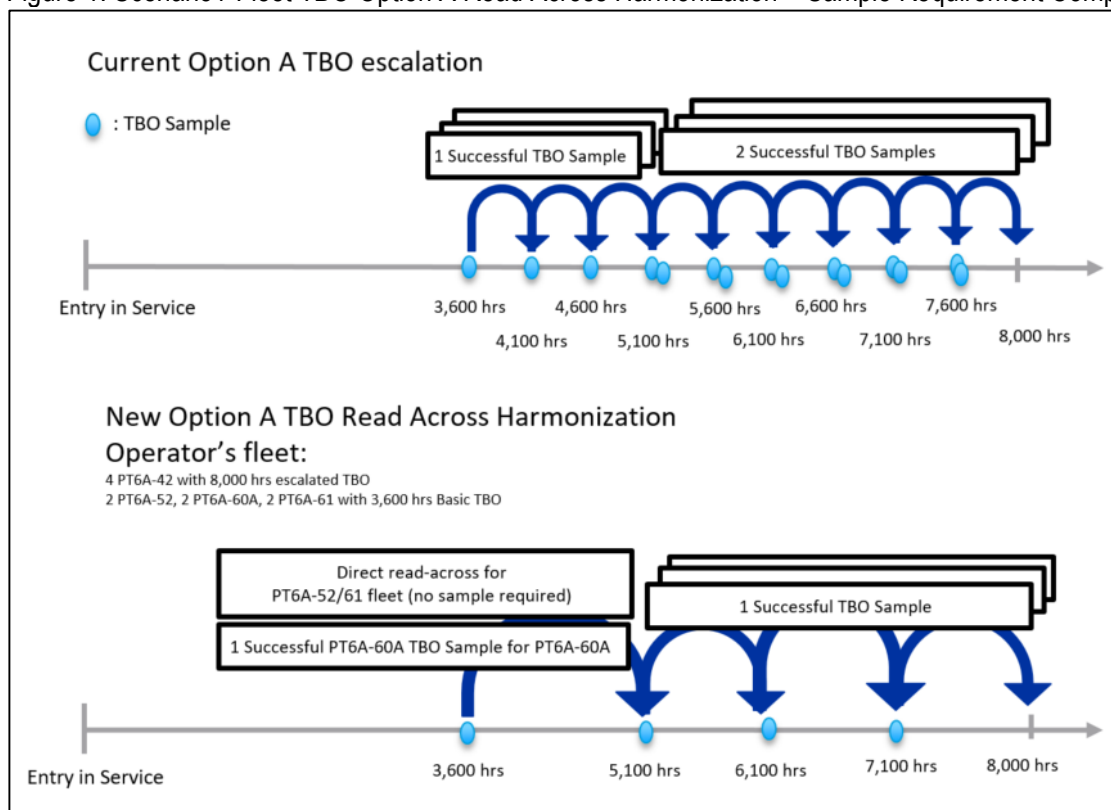 Current Option A TBO escalation
: TBO Sample
1 Successful TBO Sample
2 Successful TBO Samples
Entry in Service
3,600 hrs
4,600 hrs
5,600 hrs
6,600 hrs
7,600 hrs
4,100 hrs
5,100 hrs
6,100 hrs
7,100 hrs
8,000 hrs
New Option A TBO Read Across Harmonization
Operator’s fleet:
4 PT6A-42 with 8,000 hrs escalated TBO
2 PT6A-52, 2 PT6A-60A, 2 PT6A-61 with 3,600 hrs Basic TBO
Direct read-across for
PT6A-52/61 fleet (no sample required)
1 Successful PT6A-60A TBO Sample for PT6A-60A
1 Successful TBO Sample
Entry in Service
3,600 hrs
5,100 hrs
6,100 hrs
7,100 hrs
8,000 hrs